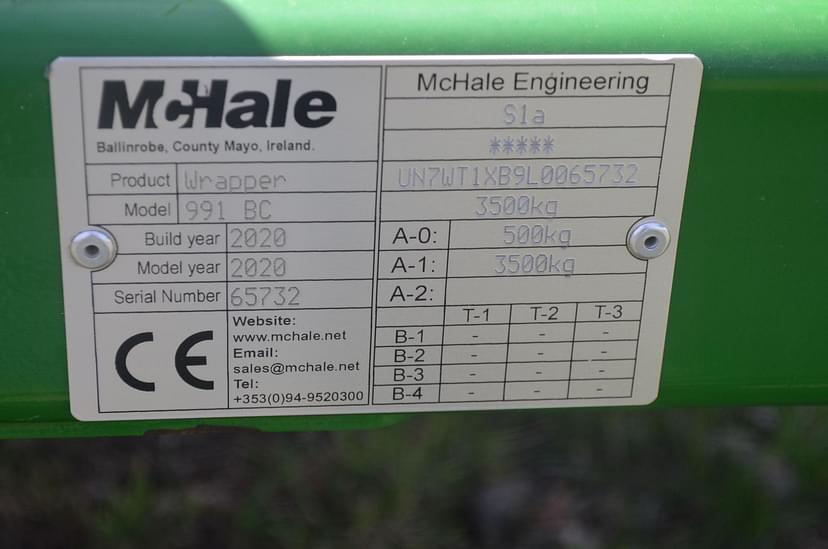 McHale
Ballinrobe, County Mayo, Ireland.
Product Wrapper
Model 991 BC
Build year 2020
Model year 2020
Serial Number 65732
CE
Website:
www.mchale.net
Email:
sales@mchale.net
Tel:
+353(0)94-9520300
McHale Engineering
S1a
*****
UN7WT1XB9L0065732
3500kg
A-0: 500kg
A-1: 3500kg
A-2:
T-1 T-2 T-3
B-1 - - -
B-2 - - -
B-3 - - -
B-4 - - -